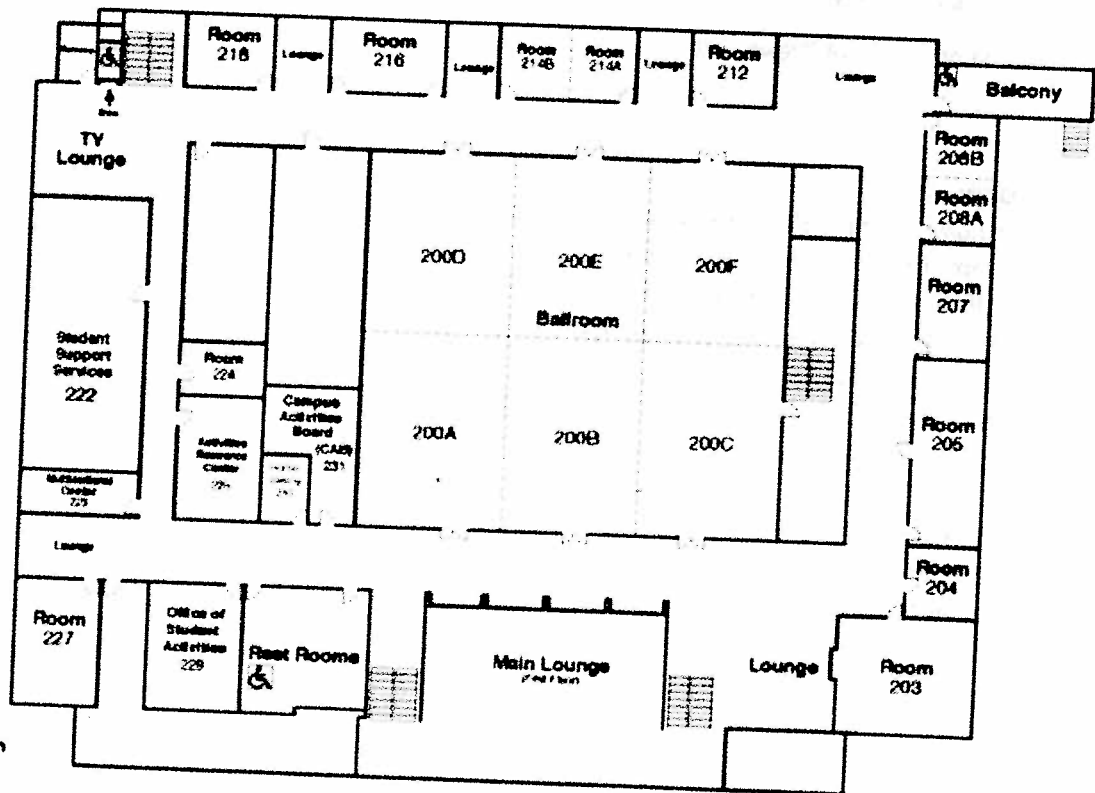 Room
218
Lounge
Room
216
Lounge
Room
214B
Room
214A
Lounge
Room
212
Lounge
Balcony
TV
Lounge
Room
208B
Room
208A
200D
200E
200F
Room
207
Ballroom
Student
Support
Services
222
Room
224
Campus
Activities
Board
(CAB)
231
200A
200B
200C
Room
205
Activities
Resource
Center
Multicultural
Center
Lounge
Room
204
Room
227
Office of
Student
Activities
229
Rest Rooms
Main Lounge
Lounge
Room
203